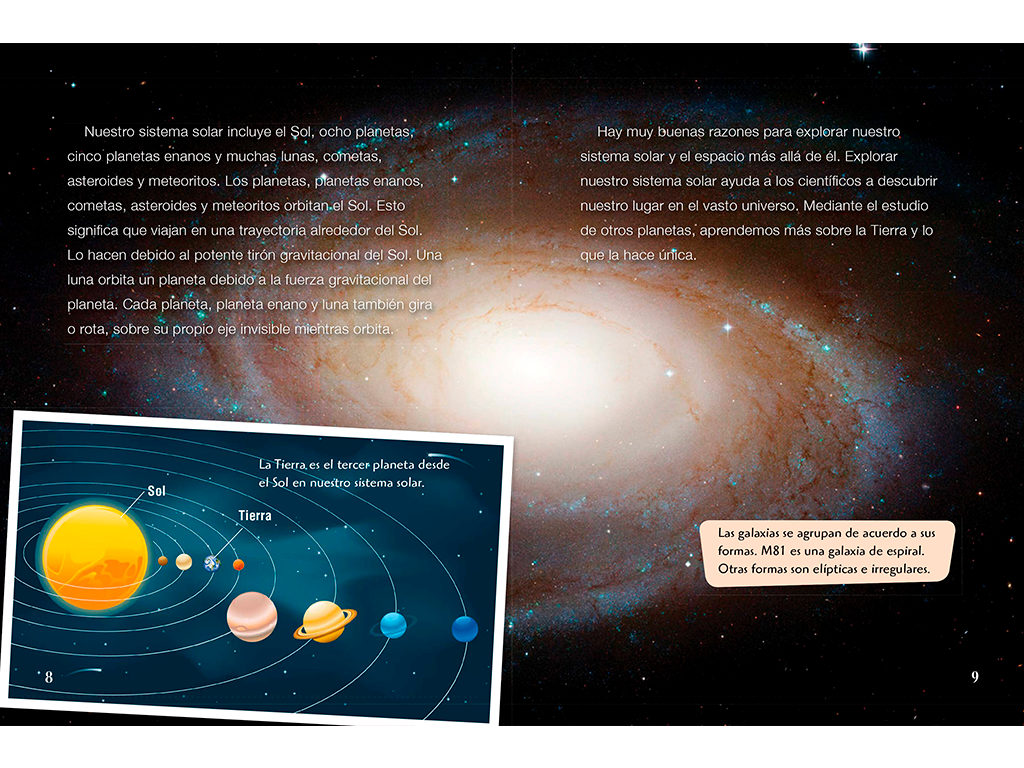 Nuestro sistema solar incluye el Sol, ocho planetas,
cinco planetas enanos y muchas lunas, cometas,
asteroides y meteoritos. Los planetas, planetas enanos,
cometas, asteroides y meteoritos orbitan el Sol. Esto
significa que viajan en una trayectoria alrededor del Sol.
Lo hacen debido al potente tirón gravitacional del Sol. Una
luna orbita un planeta debido a la fuerza gravitacional del
planeta. Cada planeta, planeta enano y luna también gira
o rota, sobre su propio eje invisible mientras orbita.
La Tierra es el tercer planeta desde
el Sol en nuestro sistema solar.
Sol
Tierra
8
Hay muy buenas razones para explorar nuestro
sistema solar y el espacio más allá de él. Explorar
nuestro sistema solar ayuda a los científicos a descubrir
nuestro lugar en el vasto universo. Mediante el estudio
de otros planetas, aprendemos más sobre la Tierra y lo
que la hace única.
Las galaxias se agrupan de acuerdo a sus
formas. M81 es una galaxia de espiral.
Otras formas son elípticas e irregulares.
9